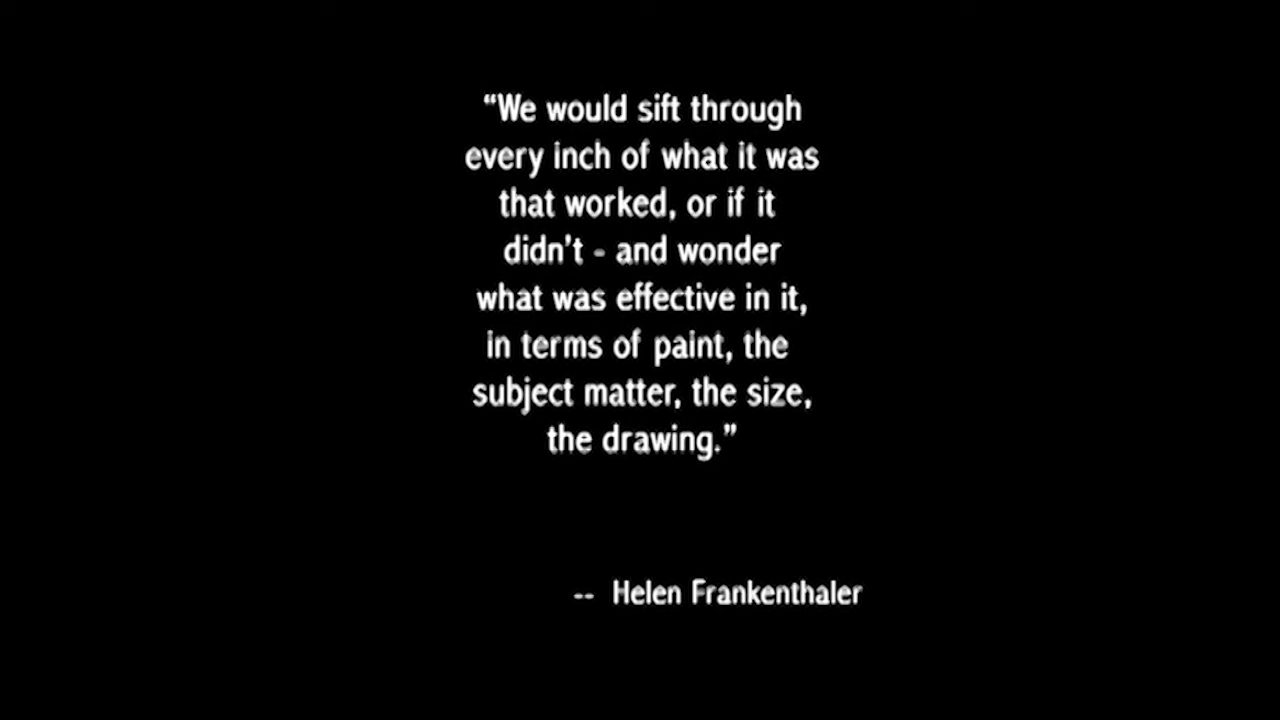 “We would sift through
every inch of what it was
that worked, or if it
didn’t - and wonder
what was effective in it,
in terms of paint, the
subject matter, the size,
the drawing.”
-- Helen Frankenthaler